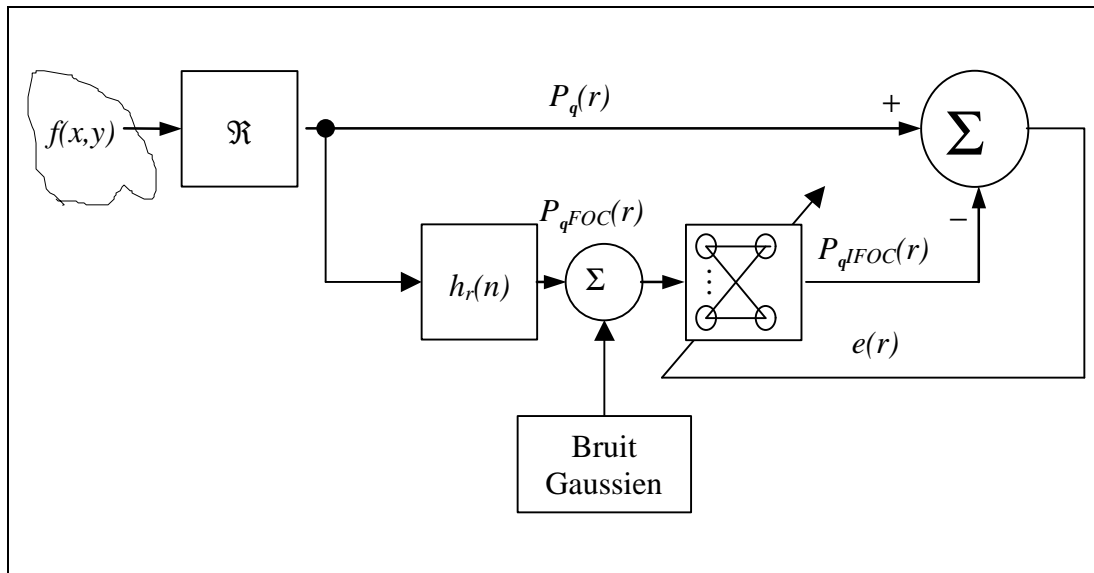 P_q(r)
+
f(x,y)
ℜ
Σ
−
P_qFOC(r)
P_qIFOC(r)
h_r(n)
Σ
e(r)
Bruit
Gaussien